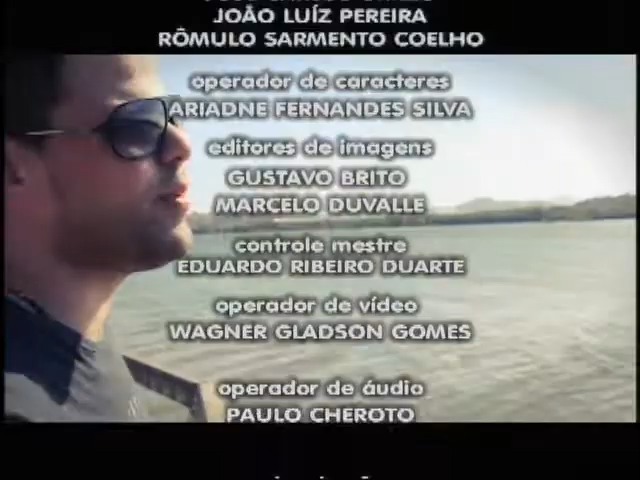 JOÃO LUÍZ PEREIRA
RÔMULO SARMENTO COELHO
operador de caracteres
ARIADNE FERNANDES SILVA
editores de imagens
GUSTAVO BRITO
MARCELO DUVALLE
controle mestre
EDUARDO RIBEIRO DUARTE
operador de vídeo
WAGNER GLADSON GOMES
operador de áudio
PAULO CHEROTO